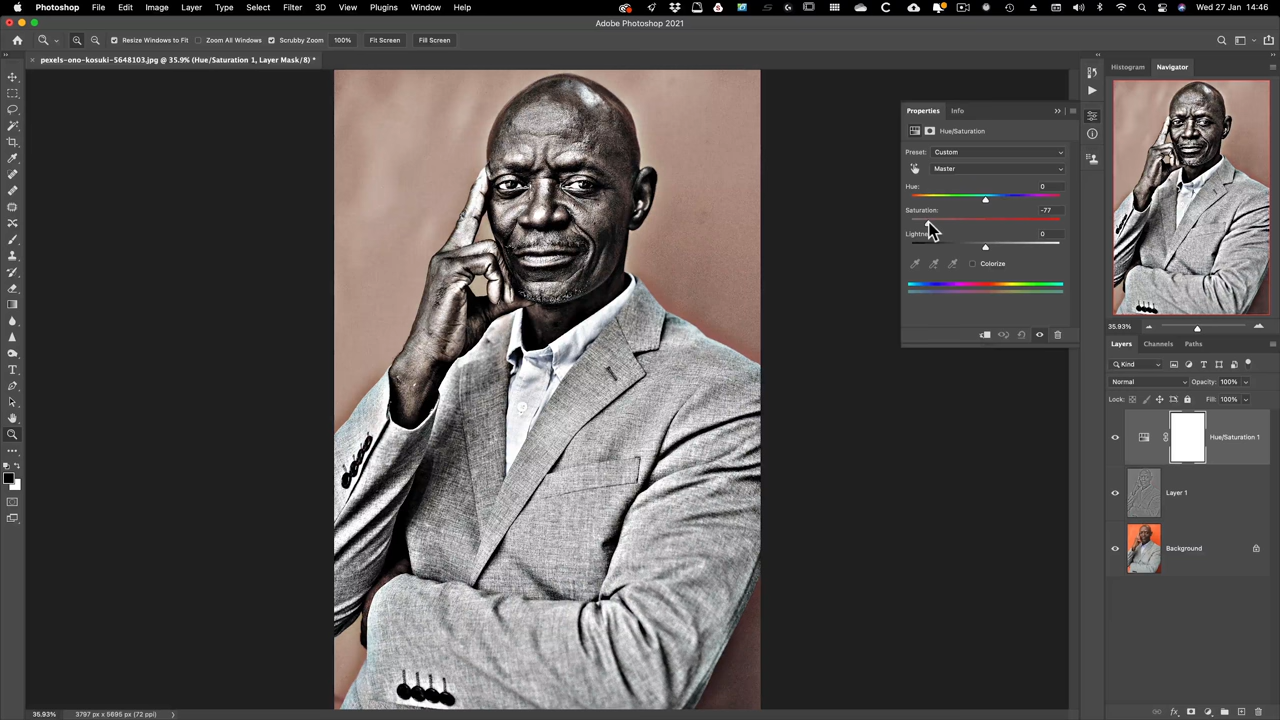 Photoshop File Edit Image Layer Type Select Filter 3D View Plugins Window Help Wed 27 Jan 14:46
Adobe Photoshop 2021
Resize Windows to Fit Zoom All Windows Scrubby Zoom 100% Fit Screen Fill Screen
pexels-ono-kosuki-5648103.jpg @ 35.9% (Hue/Saturation 1, Layer Mask/8) *
Histogram Navigator
Properties Info
Hue/Saturation
Preset: Custom
Master
Hue: 0
Saturation: -77
Lightn 0
Colorize
35.93%
Layers Channels Paths
Kind
Normal Opacity: 100%
Lock: Fill: 100%
Hue/Saturation 1
Layer 1
Background
35.93% 3797 px x 5695 px (72 ppi)